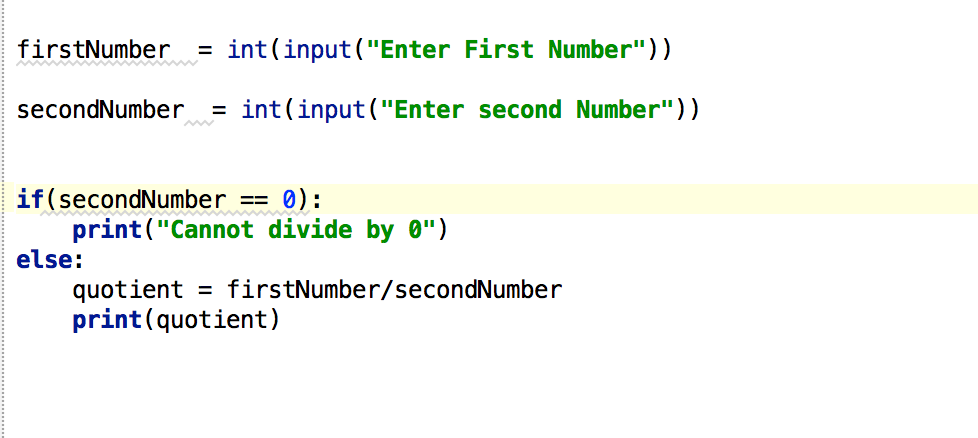 firstNumber  = int(input("Enter First Number"))
secondNumber  = int(input("Enter second Number"))
if(secondNumber == 0):
    print("Cannot divide by 0")
else:
    quotient = firstNumber/secondNumber
    print(quotient)